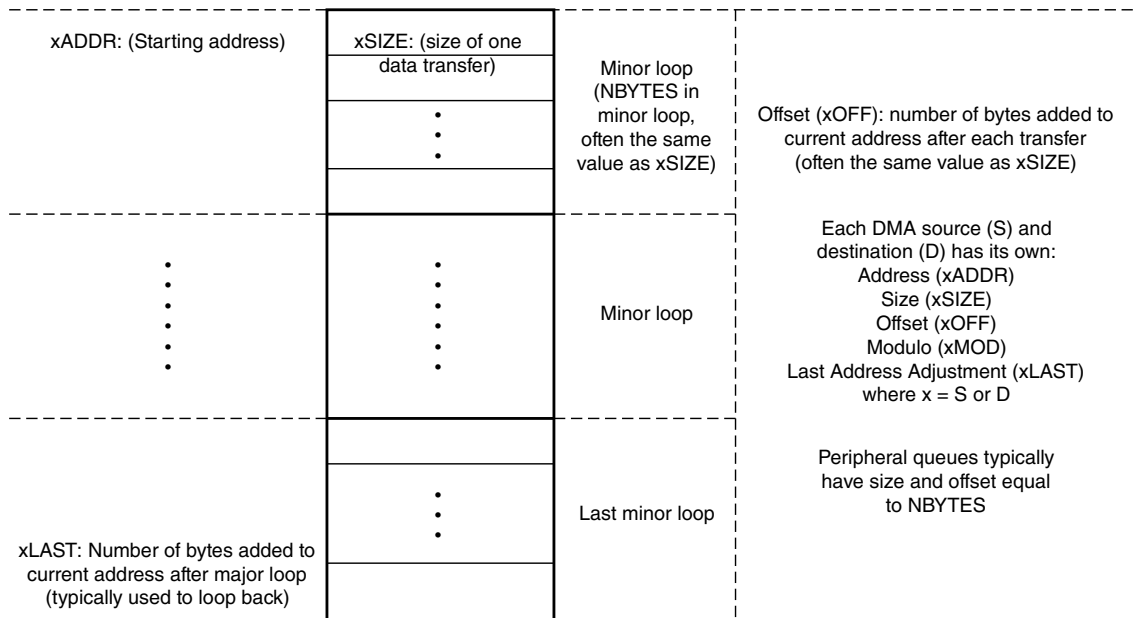 xADDR: (Starting address)
xSIZE: (size of one
data transfer)
Minor loop
(NBYTES in
minor loop,
often the same
value as xSIZE)
Offset (xOFF): number of bytes added to
current address after each transfer
(often the same value as xSIZE)
Each DMA source (S) and
destination (D) has its own:
Address (xADDR)
Size (xSIZE)
Offset (xOFF)
Modulo (xMOD)
Last Address Adjustment (xLAST)
where x = S or D
Minor loop
Peripheral queues typically
have size and offset equal
to NBYTES
Last minor loop
xLAST: Number of bytes added to
current address after major loop
(typically used to loop back)